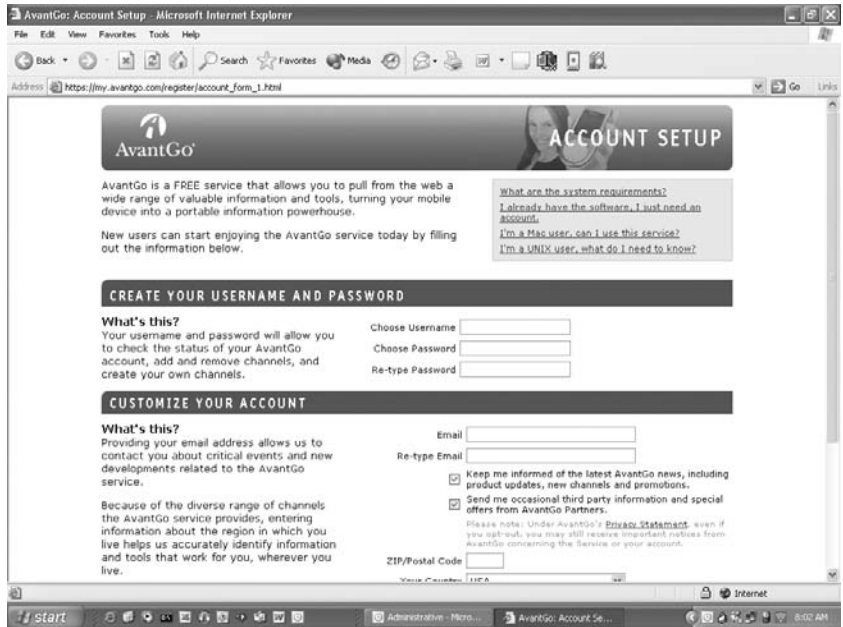 AvantGo: Account Setup - Microsoft Internet Explorer
File Edit View Favorites Tools Help
Back Search Favorites Media
Address https://my.avantgo.com/register/account_form_1.html Go Links
AvantGo
ACCOUNT SETUP
AvantGo is a FREE service that allows you to pull from the web a
wide range of valuable information and tools, turning your mobile
device into a portable information powerhouse.
New users can start enjoying the AvantGo service today by filling
out the information below.
What are the system requirements?
I already have the software, I just need an
account.
I'm a Mac user, can I use this service?
I'm a UNIX user, what do I need to know?
CREATE YOUR USERNAME AND PASSWORD
What's this?
Your username and password will allow you
to check the status of your AvantGo
account, add and remove channels, and
create your own channels.
Choose Username
Choose Password
Re-type Password
CUSTOMIZE YOUR ACCOUNT
What's this?
Providing your email address allows us to
contact you about critical events and new
developments related to the AvantGo
service.
Because of the diverse range of channels
the AvantGo service provides, entering
information about the region in which you
live helps us accurately identify information
and tools that work for you, wherever you
live.
Email
Re-type Email
Keep me informed of the latest AvantGo news, including
product updates, new channels and promotions.
Send me occasional third party information and special
offers from AvantGo Partners.
Please note: Under AvantGo's Privacy Statement, even if
you opt-out, you may still receive important notices from
AvantGo concerning the Service or your account.
ZIP/Postal Code
Your Country USA
Internet
start
Administrative - Micro...
AvantGo: Account Se...
8:02 AM